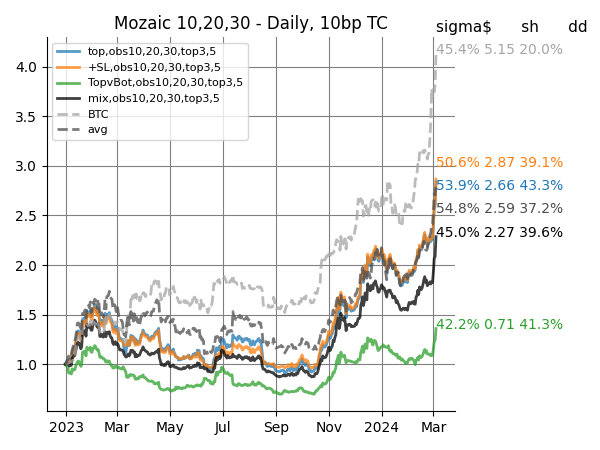 Mozaic 10,20,30 - Daily, 10bp TC
sigma$ sh dd
45.4% 5.15 20.0%
top,obs10,20,30,top3,5
+SL,obs10,20,30,top3,5
TopvBot,obs10,20,30,top3,5
mix,obs10,20,30,top3,5
BTC
avg
50.6% 2.87 39.1%
53.9% 2.66 43.3%
54.8% 2.59 37.2%
45.0% 2.27 39.6%
42.2% 0.71 41.3%
4.0
3.5
3.0
2.5
2.0
1.5
1.0
2023 Mar May Jul Sep Nov 2024 Mar